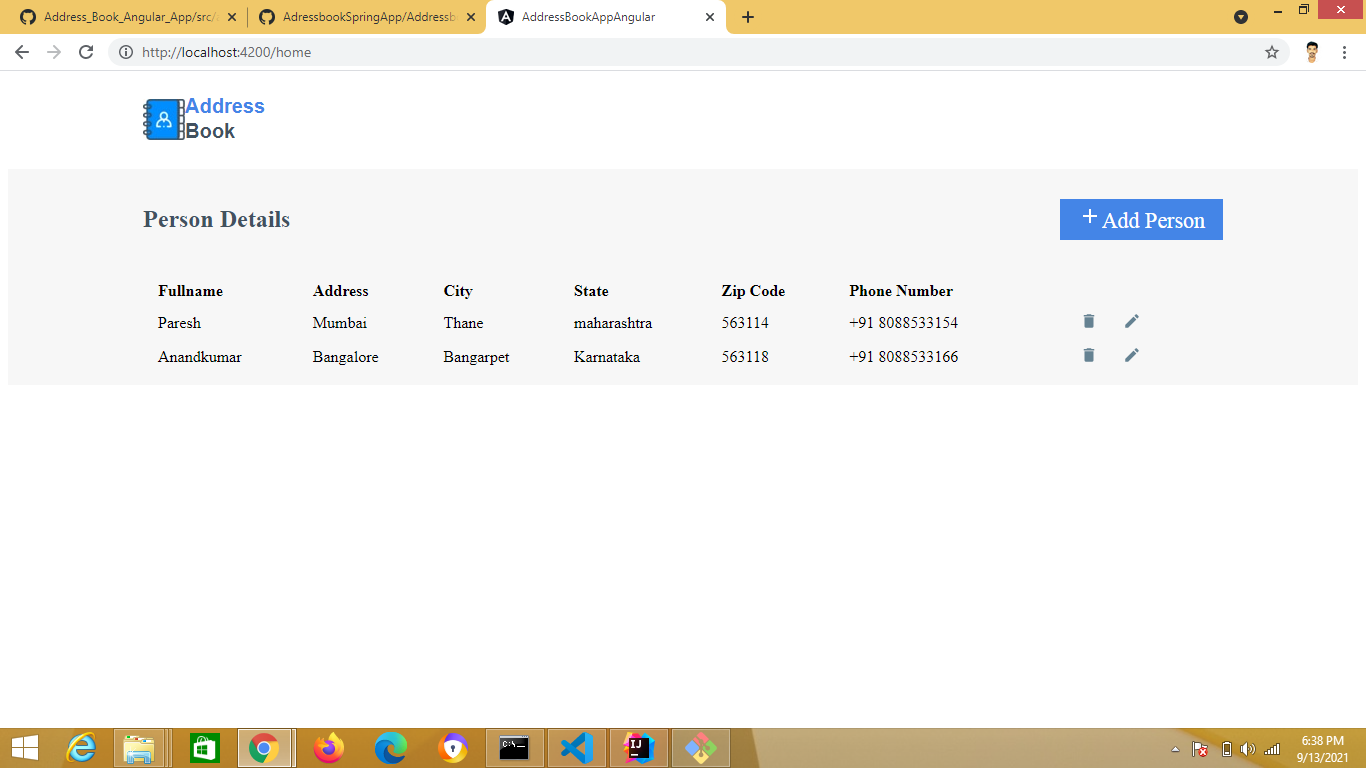 Address_Book_Angular_App/src/
AdressbookSpringApp/Addressb
AddressBookAppAngular
http://localhost:4200/home
Address
Book
Person Details
+ Add Person
Fullname Address City State Zip Code Phone Number
Paresh Mumbai Thane maharashtra 563114 +91 8088533154
Anandkumar Bangalore Bangarpet Karnataka 563118 +91 8088533166
C:\_
IJ
6:38 PM
9/13/2021